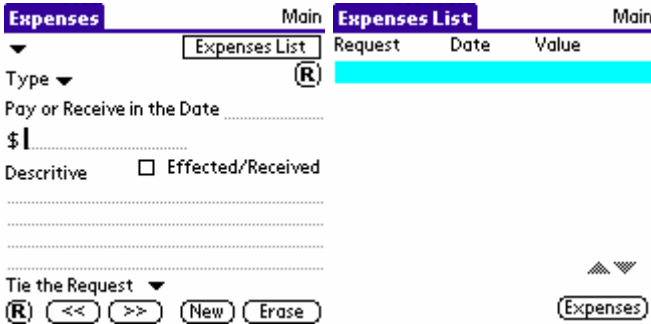 Expenses Main
Expenses List
Type R
Pay or Receive in the Date
$
Descritive Effected/Received
Tie the Request
R << >> New Erase
Expenses List Main
Request Date Value
Expenses